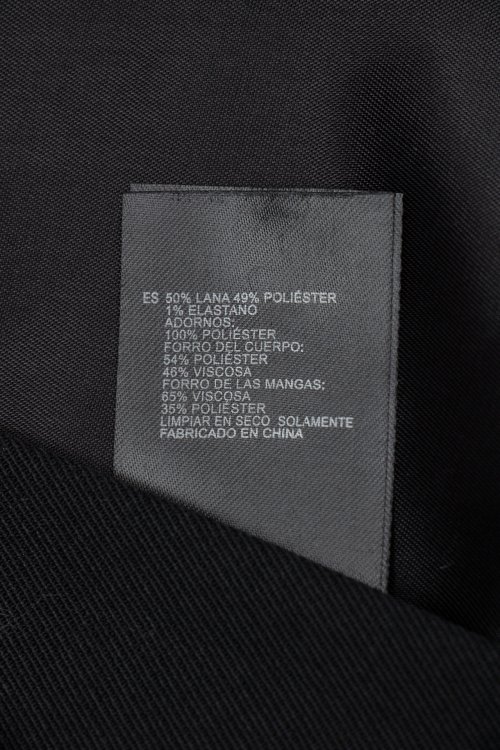 ES 50% LANA 49% POLIÉSTER
1% ELASTANO
ADORNOS:
100% POLIÉSTER
FORRO DEL CUERPO:
54% POLIÉSTER
46% VISCOSA
FORRO DE LAS MANGAS:
65% VISCOSA
35% POLIÉSTER
LIMPIAR EN SECO SOLAMENTE
FABRICADO EN CHINA